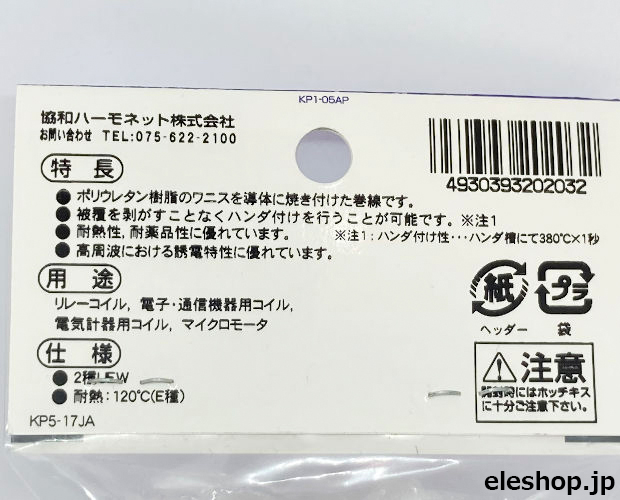 KP1-05AP
協和ハーモネット株式会社
お問い合わせ TEL:075-622-2100
4930393202032
特長
●ポリウレタン樹脂のワニスを導体に焼き付けた巻線です。
●被覆を剥がすことなくハンダ付けを行うことが可能です。※注1
●耐熱性,耐薬品性に優れています。 ※注1:ハンダ付け性・・・ハンダ槽にて380℃×1秒
●高周波における誘電特性に優れています。
用途
リレーコイル,電子・通信機器用コイル,
電気計器用コイル,マイクロモータ
紙
ヘッダー
プラ
袋
仕様
●2種UEW
●耐熱:120℃(E種)
注意
開封時にはホッチキス
に十分ご注意下さい。
KP5-17JA
eleshop.jp